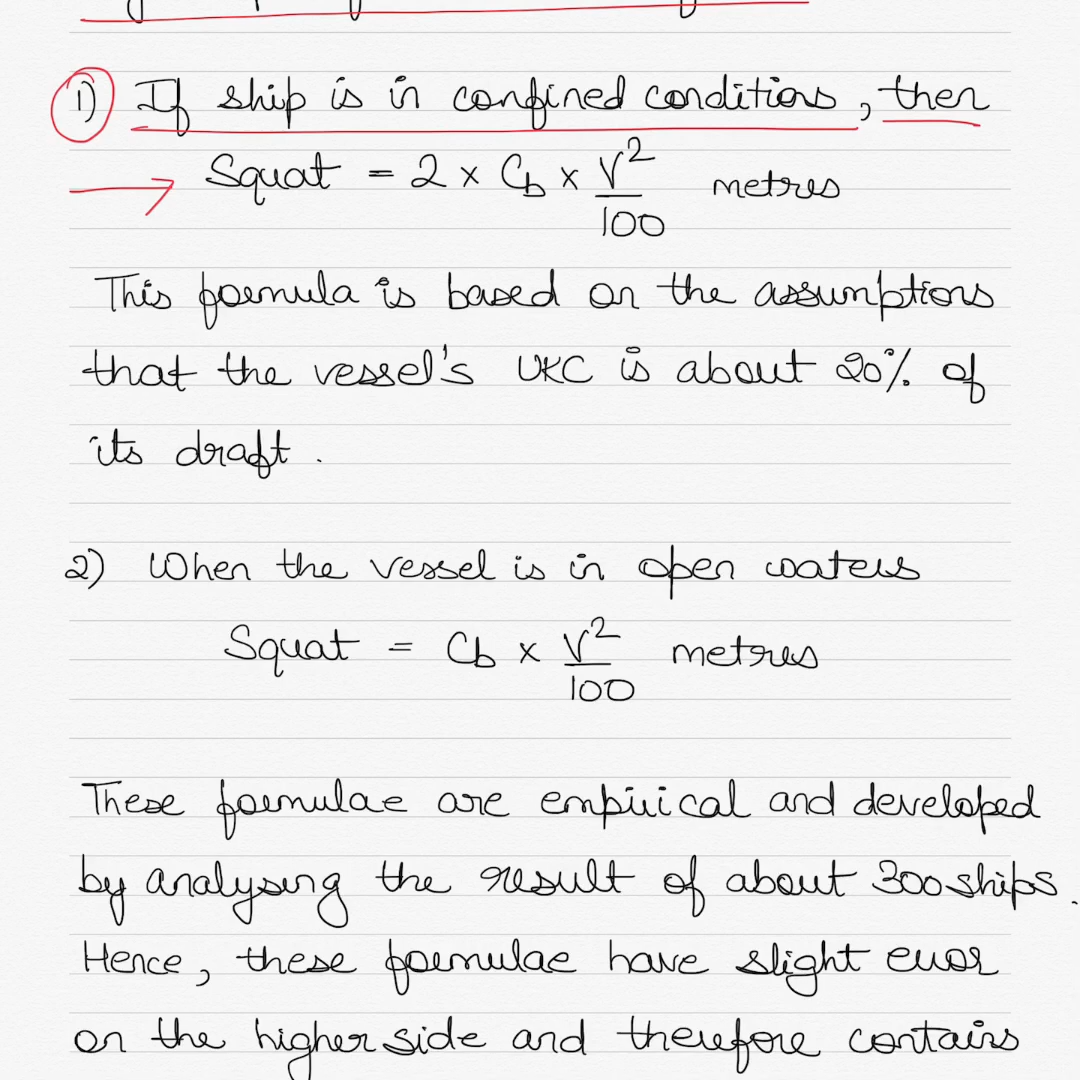 1) If ship is in confined conditions, then
Squat = 2 x Cb x V²/100 metres
This formula is based on the assumptions
that the vessel's UKC is about 20% of
its draft.
2) When the vessel is in open waters
Squat = Cb x V²/100 metres
These formulae are empirical and developed
by analysing the result of about 300 ships.
Hence, these formulae have slight error
on the higher side and therefore contains